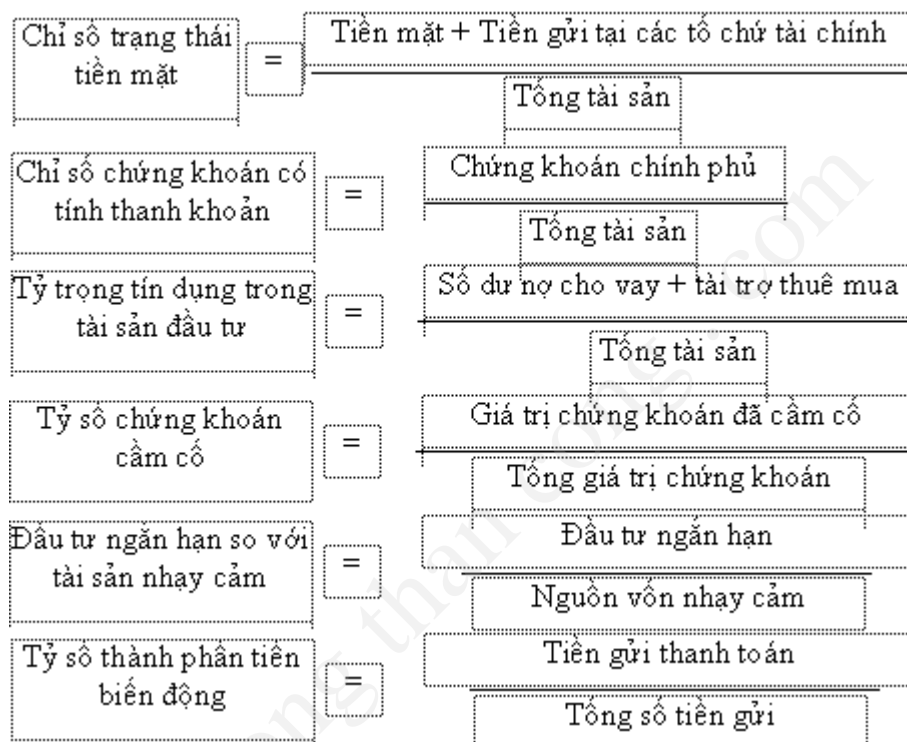 Chỉ số trạng thái tiền mặt = Tiền mặt + Tiền gửi tại các tổ chứ tài chính
Tổng tài sản
Chỉ số chứng khoán có tính thanh khoản = Chứng khoán chính phủ
Tổng tài sản
Tỷ trọng tín dụng trong tài sản đầu tư = Số dư nợ cho vay + tài trợ thuê mua
Tổng tài sản
Tỷ số chứng khoán cầm cố = Giá trị chứng khoán đã cầm cố
Tổng giá trị chứng khoán
Đầu tư ngắn hạn so với tài sản nhạy cảm = Đầu tư ngắn hạn
Nguồn vốn nhạy cảm
Tỷ số thành phần tiền biến động = Tiền gửi thanh toán
Tổng số tiền gửi
ong than cong . com